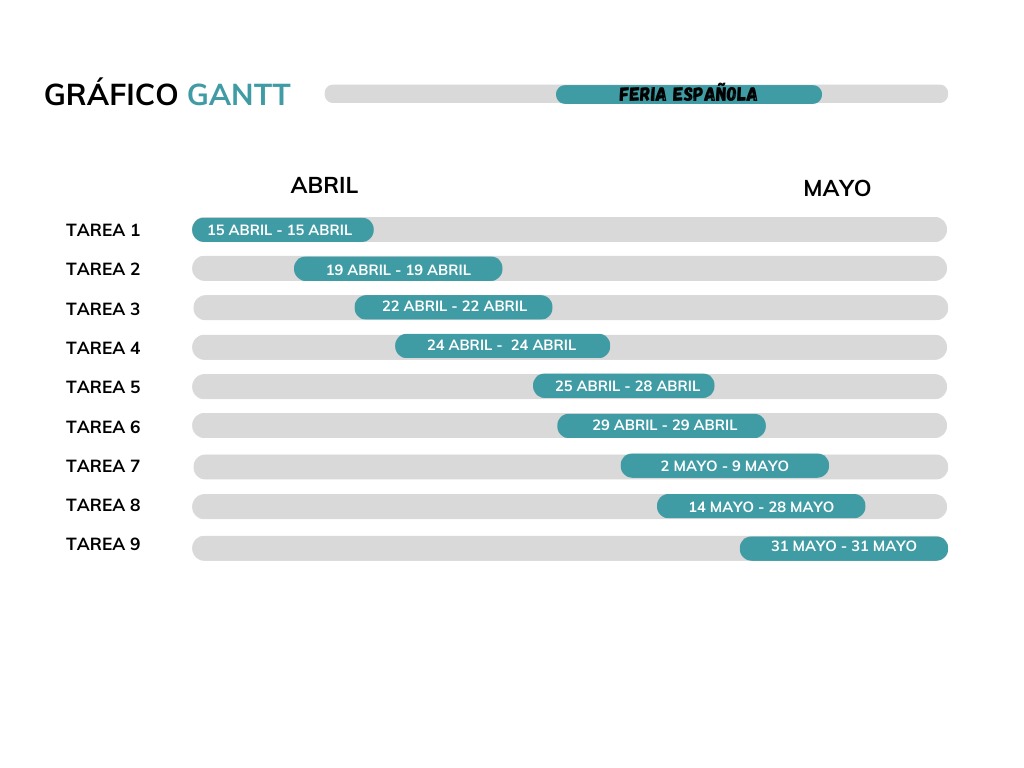 GRÁFICO GANTT
FERIA ESPAÑOLA
ABRIL
MAYO
TAREA 1
15 ABRIL - 15 ABRIL
TAREA 2
19 ABRIL - 19 ABRIL
TAREA 3
22 ABRIL - 22 ABRIL
TAREA 4
24 ABRIL - 24 ABRIL
TAREA 5
25 ABRIL - 28 ABRIL
TAREA 6
29 ABRIL - 29 ABRIL
TAREA 7
2 MAYO - 9 MAYO
TAREA 8
14 MAYO - 28 MAYO
TAREA 9
31 MAYO - 31 MAYO